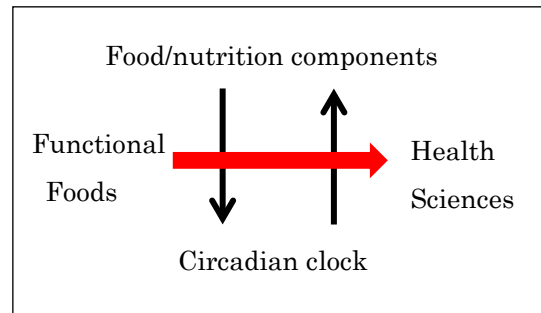 Food/nutrition components
Functional
Foods
Health
Sciences
Circadian clock